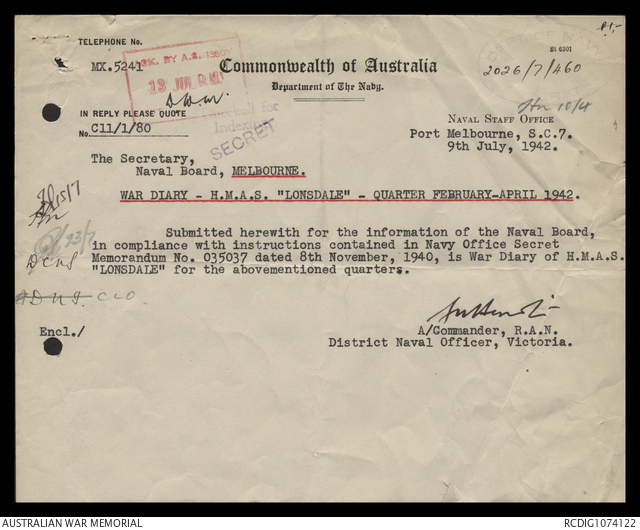 TELEPHONE No.
MX.5241
Commonwealth of Australia
Department of The Navy.
St 6301
2026/7/460
IN REPLY PLEASE QUOTE
No. C11/1/80
Indexing
SECRET
NAVAL STAFF OFFICE
Port Melbourne, S.C.7.
9th July, 1942.
The Secretary,
Naval Board, MELBOURNE.
WAR DIARY - H.M.A.S. "LONSDALE" - QUARTER FEBRUARY-APRIL 1942.
Submitted herewith for the information of the Naval Board,
in compliance with instructions contained in Navy Office Secret
Memorandum No. 035037 dated 8th November, 1940, is War Diary of H.M.A.S.
"LONSDALE" for the abovementioned quarters.
DCNS
Encl./
A/Commander, R.A.N.
District Naval Officer, Victoria.
AUSTRALIAN WAR MEMORIAL
RCDIG1074122